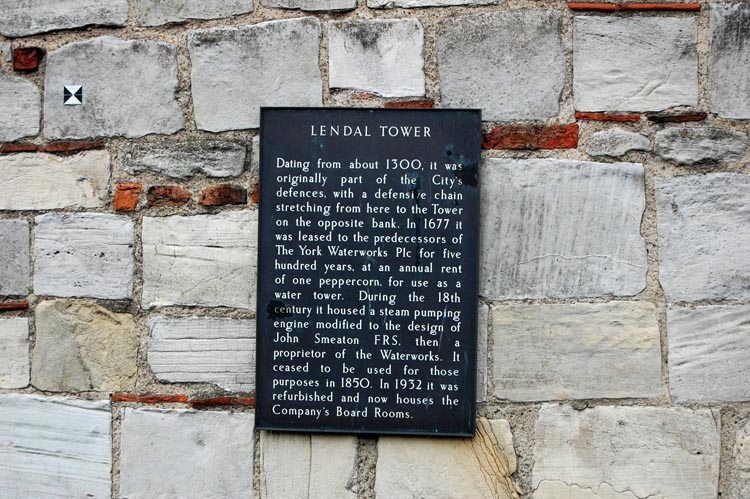 LENDAL TOWER
Dating from about 1300, it was
originally part of the City's
defences, with a defensive chain
stretching from here to the Tower
on the opposite bank. In 1677 it
was leased to the predecessors of
The York Waterworks Plc for five
hundred years, at an annual rent
of one peppercorn, for use as a
water tower. During the 18th
century it housed a steam pumping
engine modified to the design of
John Smeaton FRS, then a
proprietor of the Waterworks. It
ceased to be used for those
purposes in 1850. In 1932 it was
refurbished and now houses the
Company's Board Rooms.